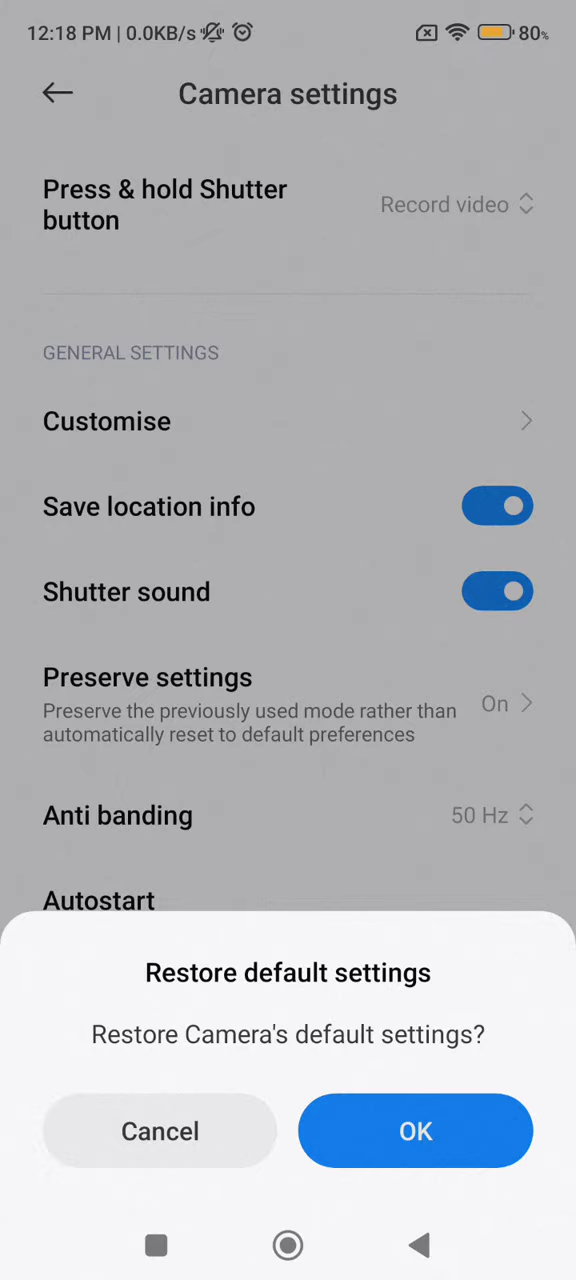 12:18 PM | 0.0KB/s 80%
Camera settings
Press & hold Shutter
button
Record video
GENERAL SETTINGS
Customise
Save location info
Shutter sound
Preserve settings
Preserve the previously used mode rather than
automatically reset to default preferences
On
Anti banding
50 Hz
Autostart
Restore default settings
Restore Camera's default settings?
Cancel
OK